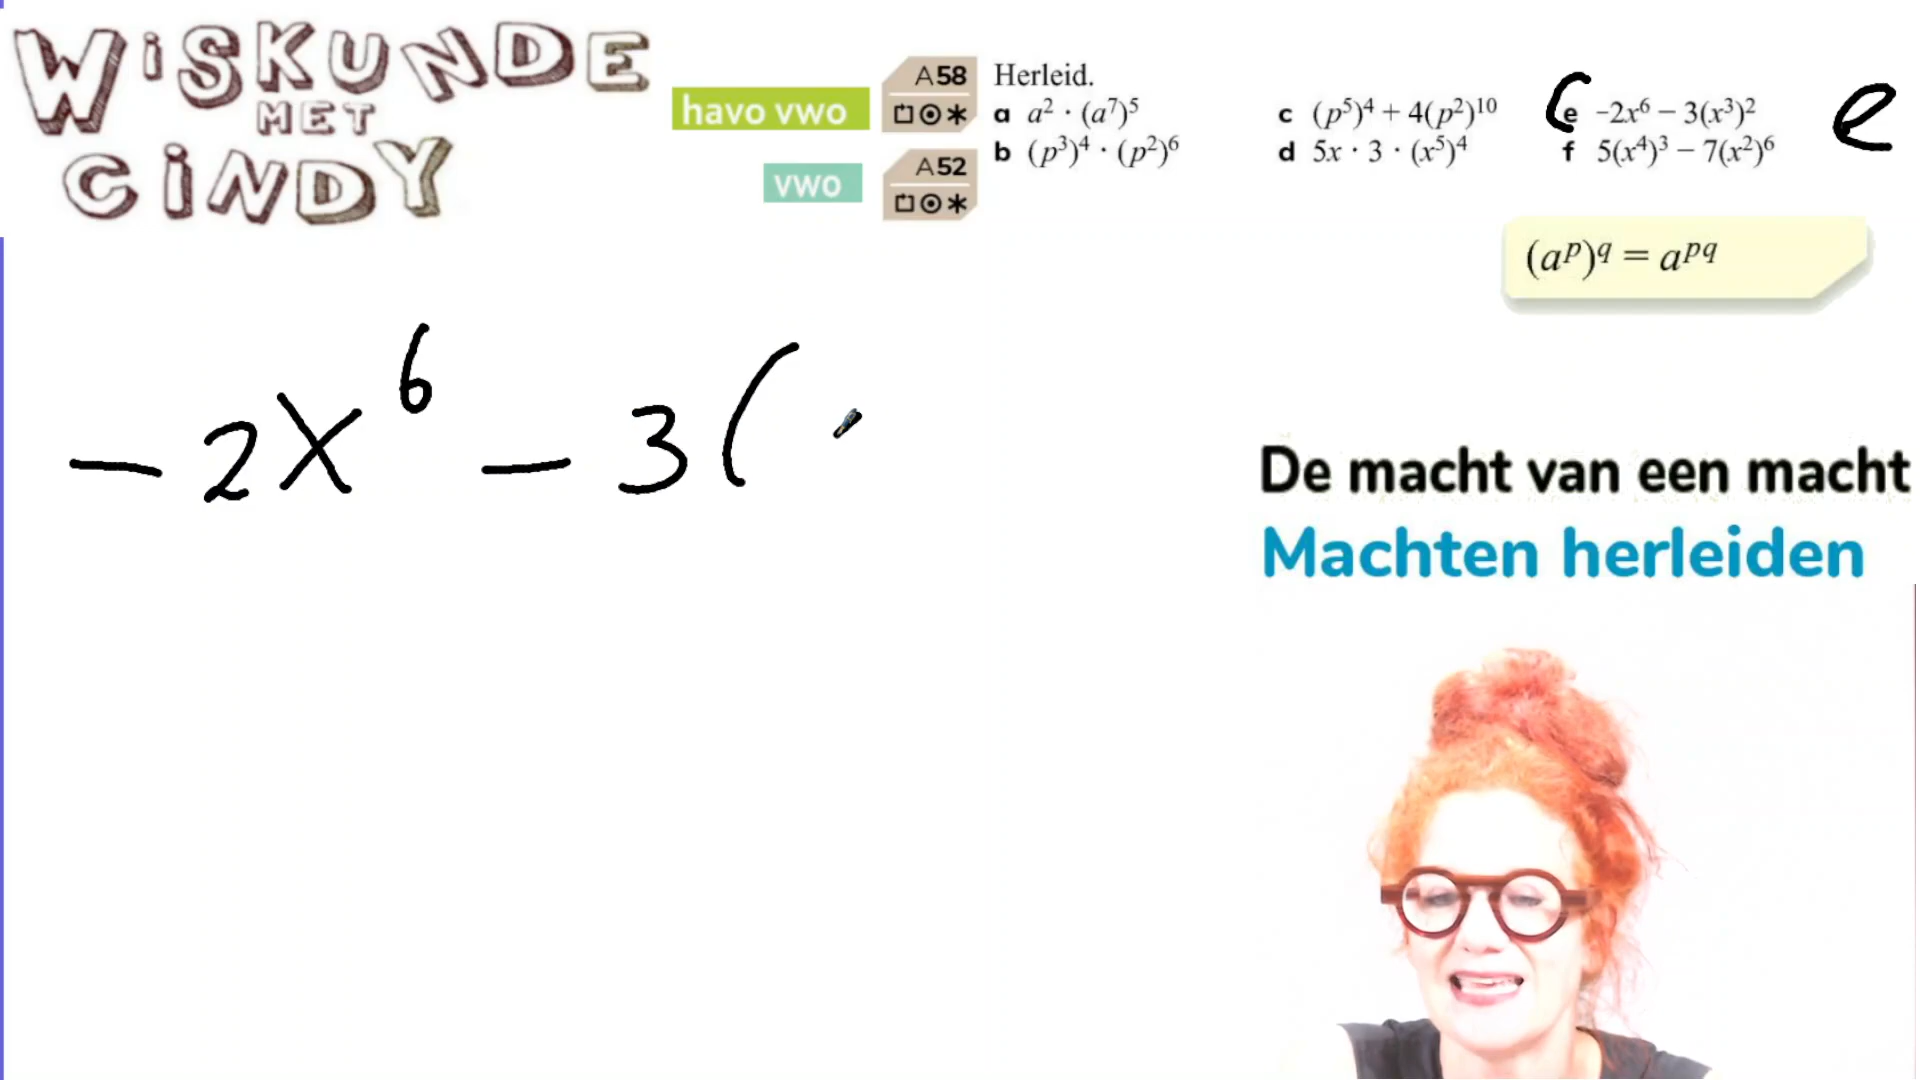 WiSKUNDE
MET
CiNDY
havo vwo
A58
vwo
A52
Herleid.
a a² · (a⁷)⁵
b (p³)⁴ · (p²)⁶
c (p⁵)⁴ + 4(p²)¹⁰
d 5x · 3 · (x⁵)⁴
e -2x⁶ – 3(x³)²
f 5(x⁴)³ – 7(x²)⁶
e
(aᵖ)^q = a^pq
– 2x⁶ – 3(
De macht van een macht
Machten herleiden